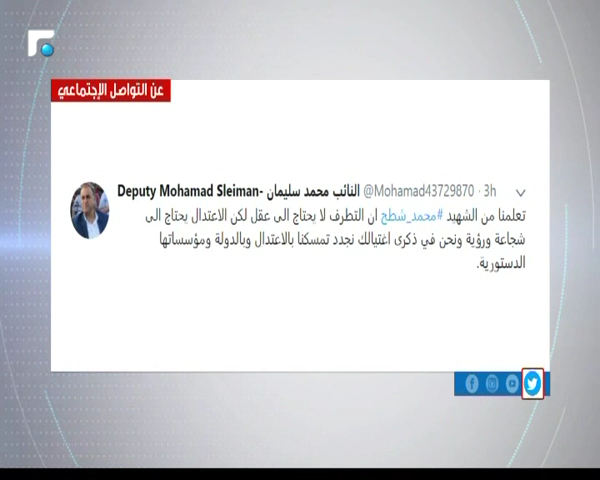 عن التواصل الإجتماعي
Deputy Mohamad Sleiman- النائب محمد سليمان @Mohamad43729870 · 3h
تعلمنا من الشهيد #محمد_شطح ان التطرف لا يحتاج الى عقل لكن الاعتدال يحتاج الى
شجاعة ورؤية ونحن في ذكرى اغتيالك نجدد تمسكنا بالاعتدال وبالدولة ومؤسساتها
الدستورية.